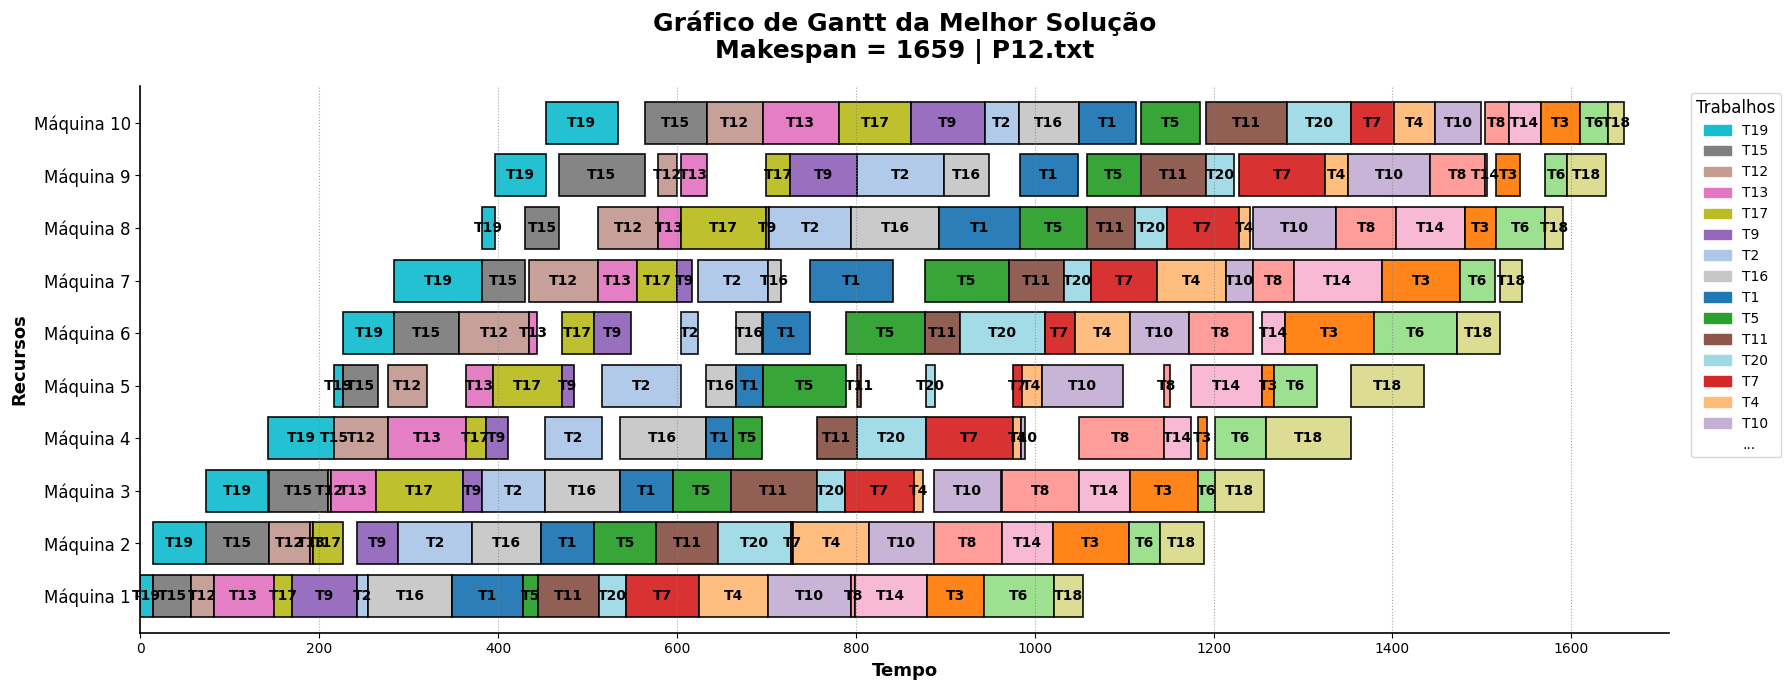 Gráfico de Gantt da Melhor Solução
Makespan = 1659 | P12.txt
Máquina 10 T19 T15 T12 T13 T17 T9 T2 T16 T1 T5 T11 T20 T7 T4 T10 T8 T14 T3 T6 T18
Máquina 9 T19 T15 T12 T13 T17 T9 T2 T16 T1 T5 T11 T20 T7 T4 T10 T8 T14 T3 T6 T18
Máquina 8 T19 T15 T12 T13 T17 T9 T2 T16 T1 T5 T11 T20 T7 T4 T10 T8 T14 T3 T6 T18
Máquina 7 T19 T15 T12 T13 T17 T9 T2 T16 T1 T5 T11 T20 T7 T4 T10 T8 T14 T3 T6 T18
Máquina 6 T19 T15 T12 T13 T17 T9 T2 T16 T1 T5 T11 T20 T7 T4 T10 T8 T14 T3 T6 T18
Máquina 5 T19 T15 T12 T13 T17 T9 T2 T16 T1 T5 T11 T20 T7 T4 T10 T8 T14 T3 T6 T18
Máquina 4 T19 T15 T12 T13 T17 T9 T2 T16 T1 T5 T11 T20 T7 T4 T10 T8 T14 T3 T6 T18
Máquina 3 T19 T15 T12 T13 T17 T9 T2 T16 T1 T5 T11 T20 T7 T4 T10 T8 T14 T3 T6 T18
Máquina 2 T19 T15 T12 T13 T17 T9 T2 T16 T1 T5 T11 T20 T7 T4 T10 T8 T14 T3 T6 T18
Máquina 1 T19 T15 T12 T13 T17 T9 T2 T16 T1 T5 T11 T20 T7 T4 T10 T8 T14 T3 T6 T18
Recursos
0 200 400 600 800 1000 1200 1400 1600
Tempo
Trabalhos
T19
T15
T12
T13
T17
T9
T2
T16
T1
T5
T11
T20
T7
T4
T10
...